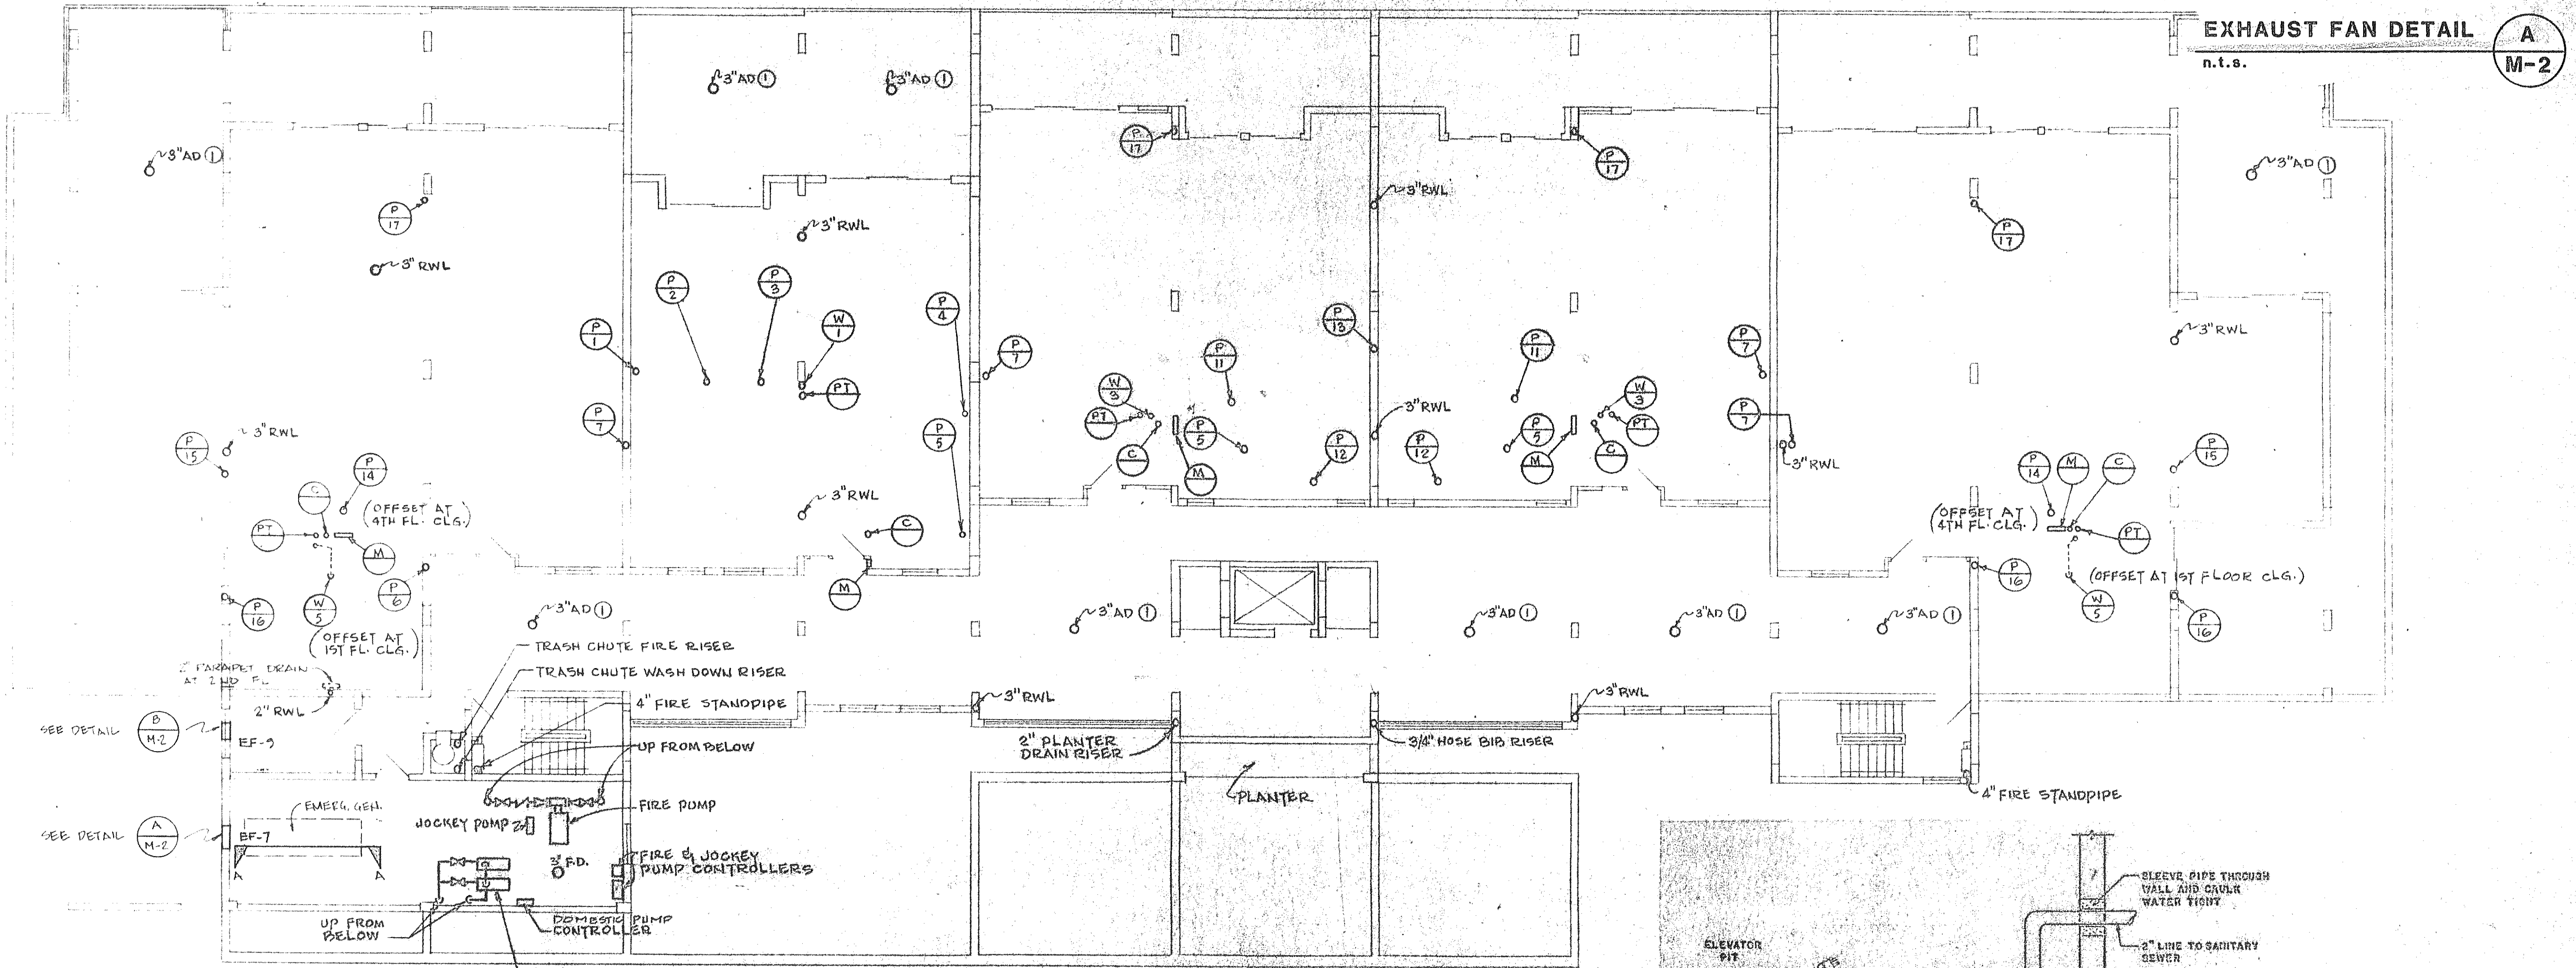 EXHAUST FAN DETAIL
n.t.s.
A
M-2
3"AD 1
3"AD 1
3"AD 1
3"AD 1
P
17
P
17
P
17
P
17
3" RWL
3" RWL
3" RWL
3" RWL
P
2
P
3
P
4
W
1
P
1
PT
P
7
P
7
P
13
P
11
P
11
P
7
P
7
W
3
PT
C
M
P
5
P
12
3" RWL
P
12
P
5
M
C
W
3
PT
3" RWL
P
7
P
5
3" RWL
C
M
P
15
3" RWL
P
14
C
(OFFSET AT
4TH FL. CLG.)
PT
M
P
6
P
16
W
5
(OFFSET AT
1ST FL. CLG.)
P
14
M
C
P
15
(OFFSET AT
4TH FL. CLG.)
PT
P
16
(OFFSET AT 1ST FLOOR CLG.)
W
5
P
16
3"AD 1
3"AD 1
3"AD 1
3"AD 1
3"AD 1
TRASH CHUTE FIRE RISER
TRASH CHUTE WASH DOWN RISER
4" FIRE STANDPIPE
UP FROM BELOW
2" PARAPET DRAIN
AT 2ND FL
2" RWL
3" RWL
3" RWL
2" PLANTER
DRAIN RISER
3/4" HOSE BIB RISER
PLANTER
4" FIRE STANDPIPE
SEE DETAIL
B
M-2
EF-9
SEE DETAIL
A
M-2
EF-7
EMERG. GEN.
A
A
JOCKEY PUMP
FIRE PUMP
3" F.D.
FIRE & JOCKEY
PUMP CONTROLLERS
UP FROM
BELOW
DOMESTIC PUMP
CONTROLLER
SLEEVE PIPE THROUGH
WALL AND CAULK
WATER TIGHT
2" LINE TO SANITARY
SEWER
ELEVATOR
PIT